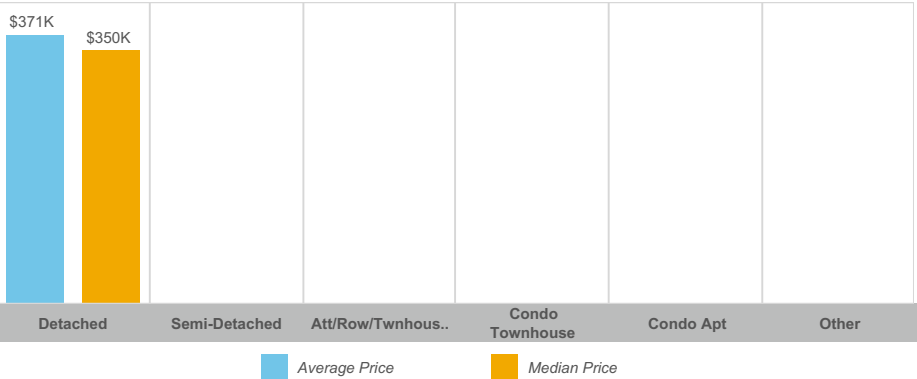 $371K
$350K
Detached
Semi-Detached
Att/Row/Twnhous..
Condo
Townhouse
Condo Apt
Other
Average Price
Median Price